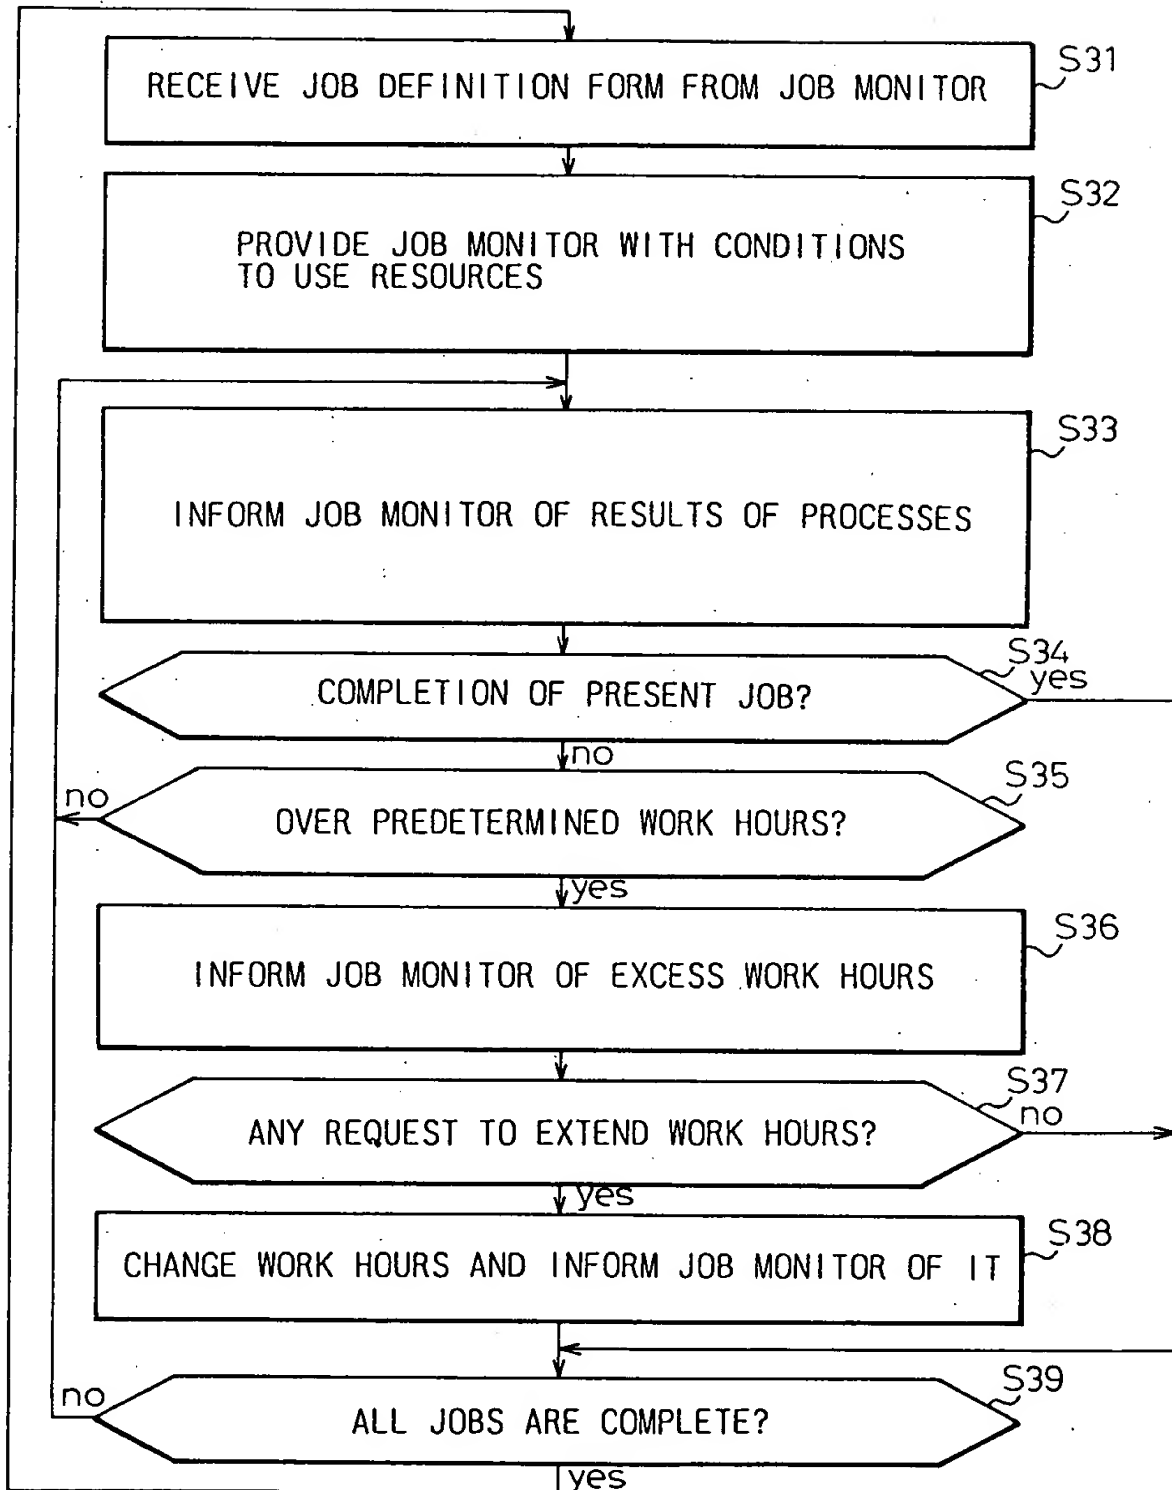 S31
RECEIVE JOB DEFINITION FORM FROM JOB MONITOR
S32
PROVIDE JOB MONITOR WITH CONDITIONS
TO USE RESOURCES
S33
INFORM JOB MONITOR OF RESULTS OF PROCESSES
S34
yes
COMPLETION OF PRESENT JOB?
no
S35
no
OVER PREDETERMINED WORK HOURS?
yes
S36
INFORM JOB MONITOR OF EXCESS WORK HOURS
S37
no
ANY REQUEST TO EXTEND WORK HOURS?
yes
S38
CHANGE WORK HOURS AND INFORM JOB MONITOR OF IT
S39
no
ALL JOBS ARE COMPLETE?
yes